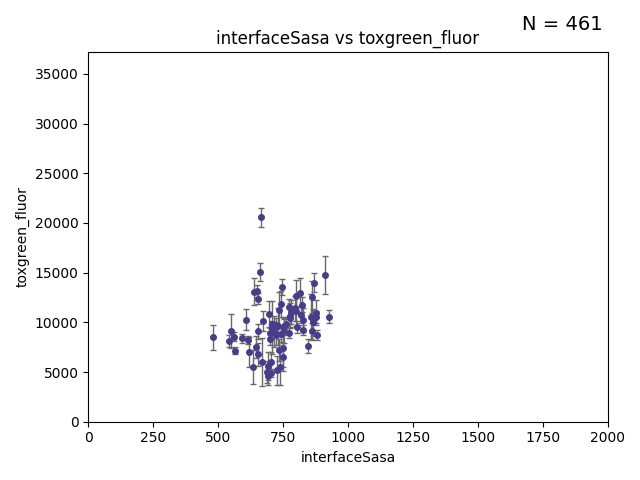 N = 461
interfaceSasa vs toxgreen_fluor
35000
30000
25000
20000
15000
10000
5000
0
toxgreen_fluor
0 250 500 750 1000 1250 1500 1750 2000
interfaceSasa